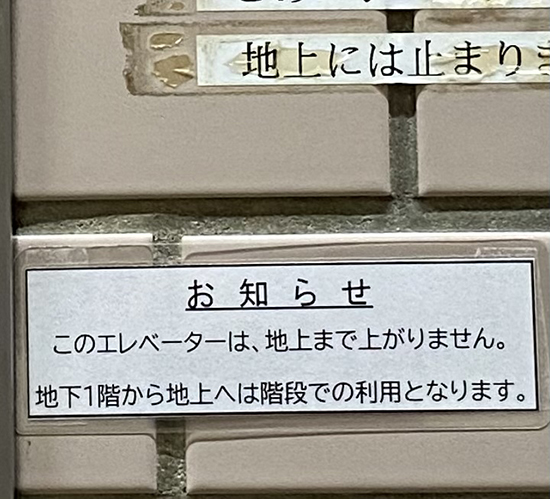 地上には止まりま
お知らせ
このエレベーターは、地上まで上がりません。
地下1階から地上へは階段での利用となります。